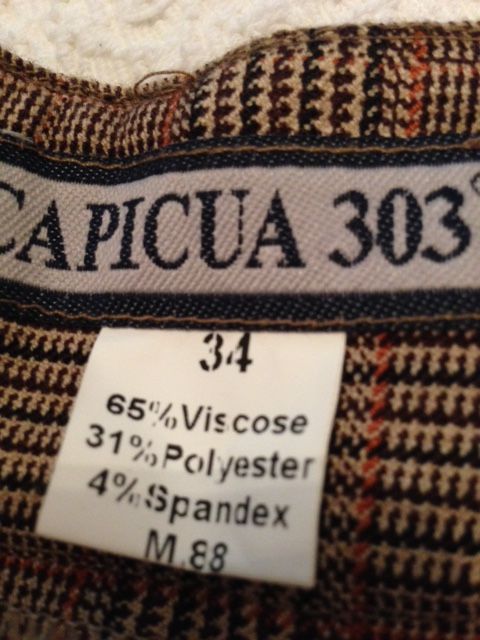 CAPICUA 303
34
65%Viscose
31%Polyester
4%Spandex
M.88